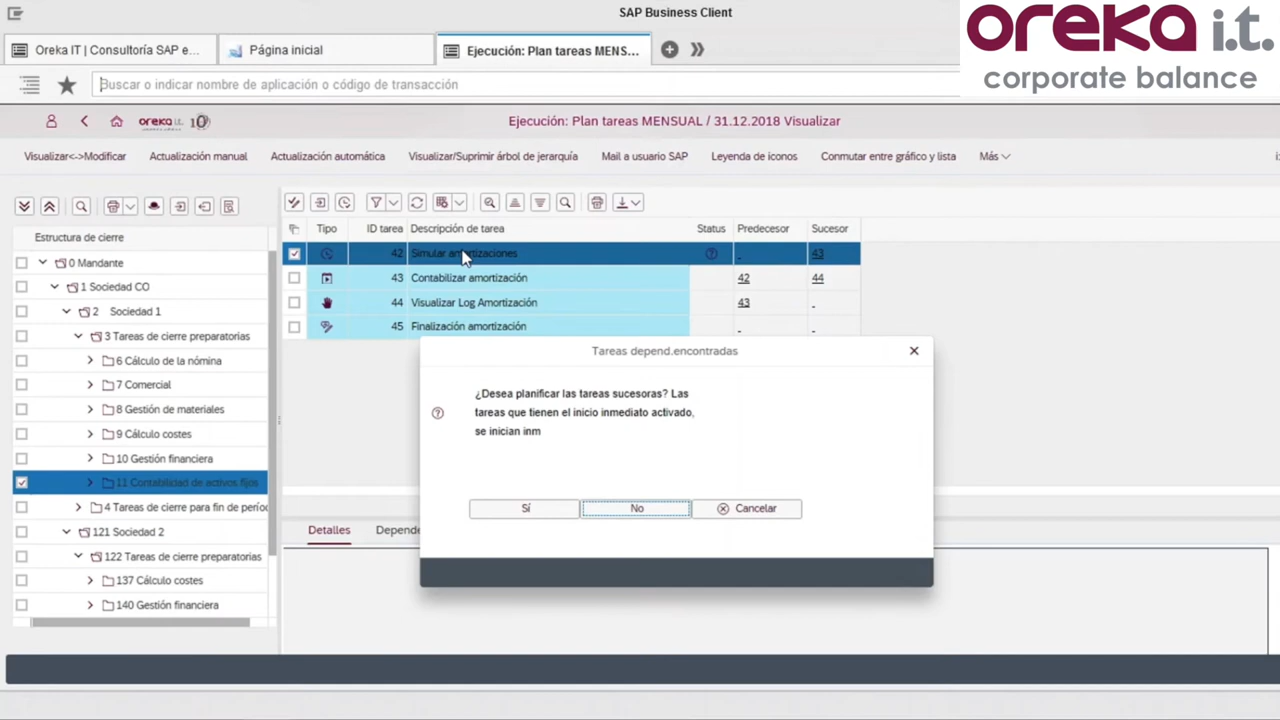 SAP Business Client
oreka i.t.
corporate balance
Oreka IT | Consultoría SAP e...
Página inicial
Ejecución: Plan tareas MENS...
Buscar o indicar nombre de aplicación o código de transacción
oreka i.t. 10
Ejecución: Plan tareas MENSUAL / 31.12.2018 Visualizar
Visualizar<->Modificar Actualización manual Actualización automática Visualizar/Suprimir árbol de jerarquía Mail a usuario SAP Leyenda de iconos Conmutar entre gráfico y lista Más
Estructura de cierre
0 Mandante
1 Sociedad CO
2 Sociedad 1
3 Tareas de cierre preparatorias
6 Cálculo de la nómina
7 Comercial
8 Gestión de materiales
9 Cálculo costes
10 Gestión financiera
11 Contabilidad de activos fijos
4 Tareas de cierre para fin de períoc
121 Sociedad 2
122 Tareas de cierre preparatorias
137 Cálculo costes
140 Gestión financiera
Tipo ID tarea Descripción de tarea Status Predecesor Sucesor
42 Simular amortizaciones 43
43 Contabilizar amortización 42 44
44 Visualizar Log Amortización 43
45 Finalización amortización
Tareas depend.encontradas
¿Desea planificar las tareas sucesoras? Las
tareas que tienen el inicio inmediato activado,
se inician inm
Sí No Cancelar
Detalles Depende